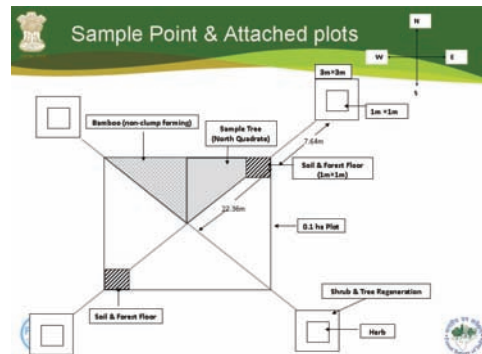 Sample Point & Attached plots
N
W
E
S
3m×3m
1m ×1m
Bamboo (non-clump forming)
Sample Tree
(North Quadrate)
7.64m
Soil & Forest Floor
(1m×1m)
22.36m
0.1 ha Plot
Shrub & Tree Regeneration
Soil & Forest Floor
Herb